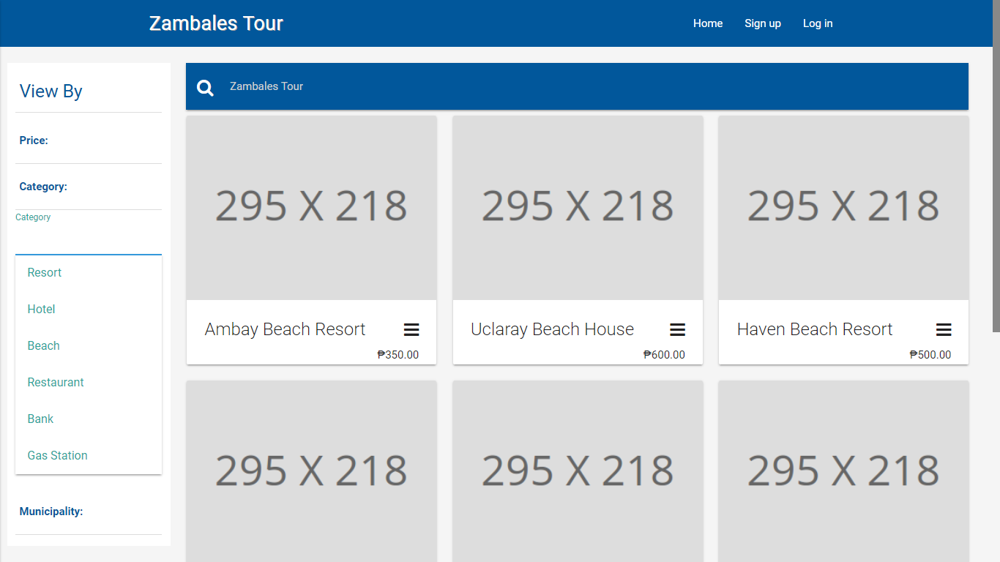 Zambales Tour
Home Sign up Log in
View By
Price:
Category:
Category
Resort
Hotel
Beach
Restaurant
Bank
Gas Station
Municipality:
Zambales Tour
295 X 218
295 X 218
295 X 218
Ambay Beach Resort
₱350.00
Uclaray Beach House
₱600.00
Haven Beach Resort
₱500.00
295 X 218
295 X 218
295 X 218